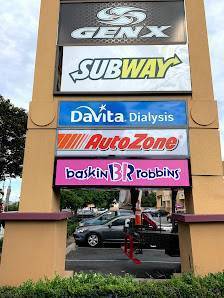 GENX
SUBWAY
DaVita Dialysis
AutoZone
baskin BR robbins